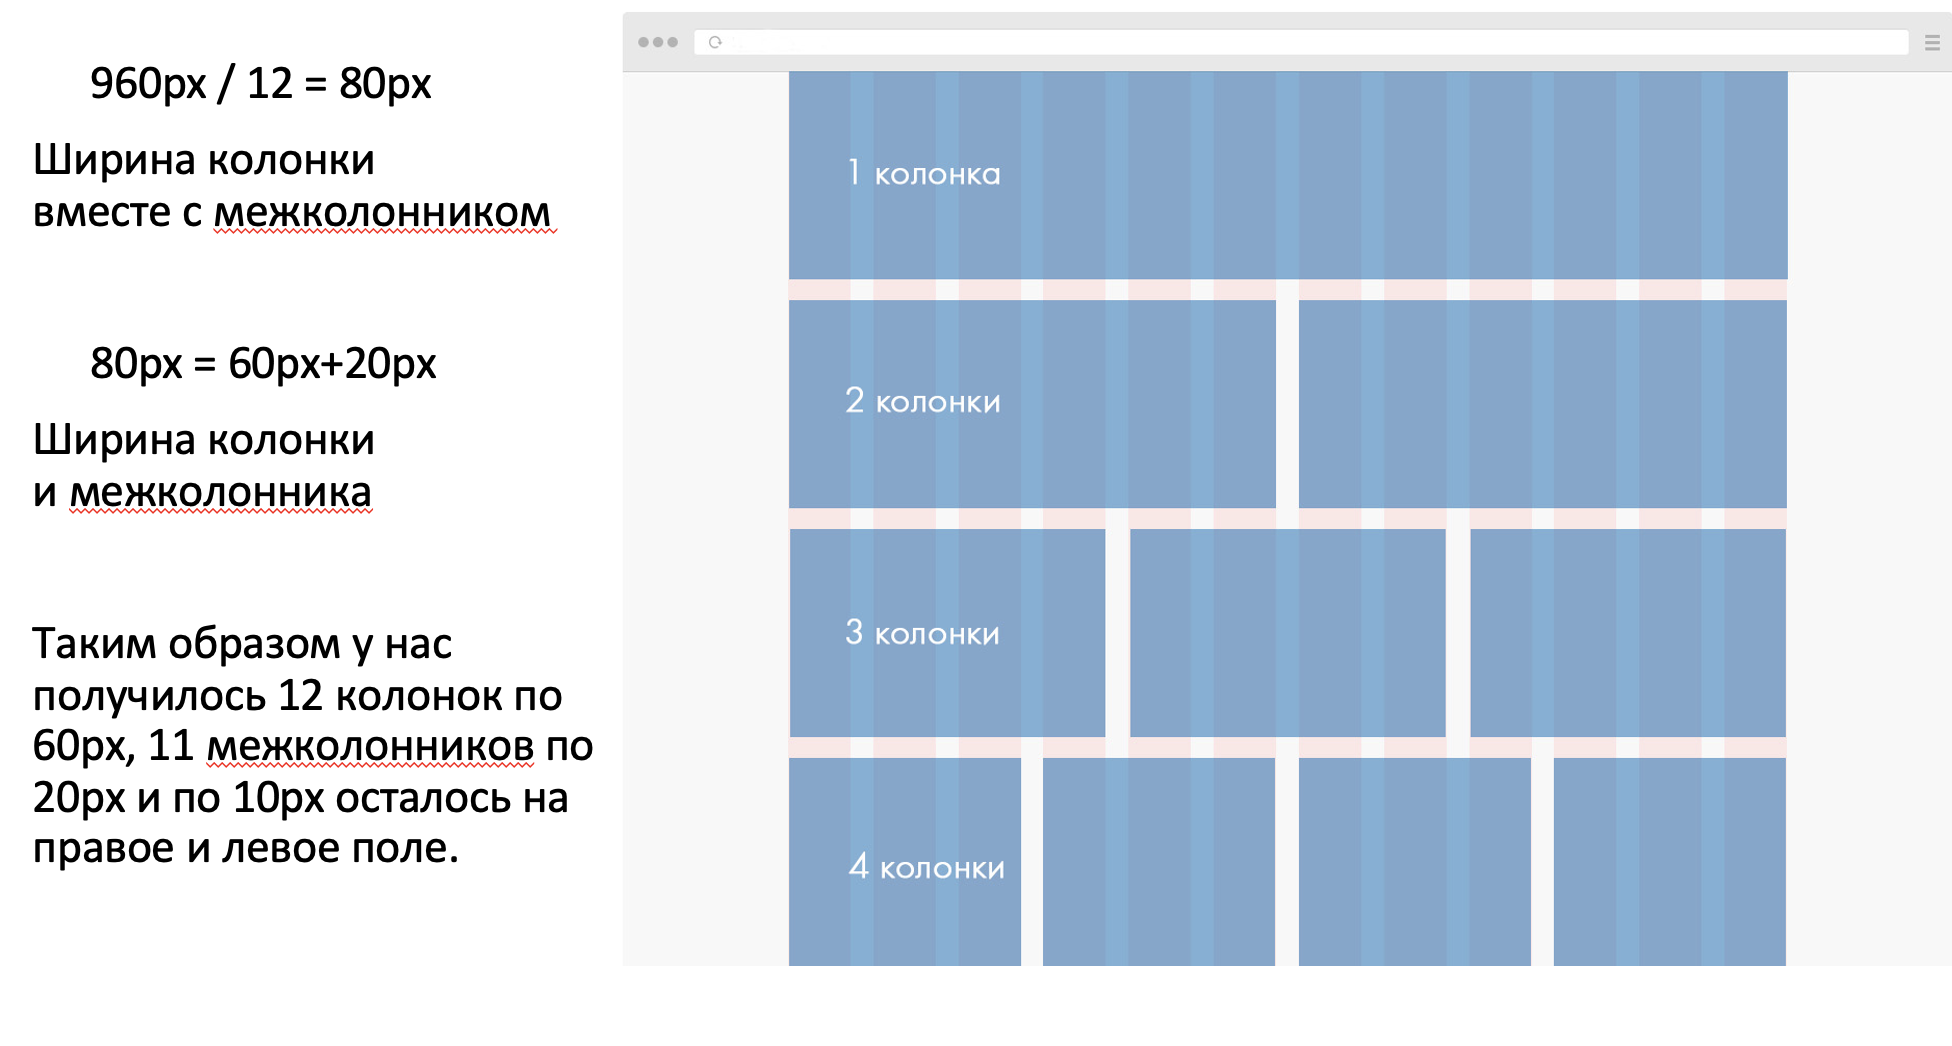 960px / 12 = 80px
Ширина колонки
вместе с межколонником
80px = 60px+20px
Ширина колонки
и межколонника
Таким образом у нас
получилось 12 колонок по
60px, 11 межколонников по
20px и по 10px осталось на
правое и левое поле.
1 колонка
2 колонки
3 колонки
4 колонки